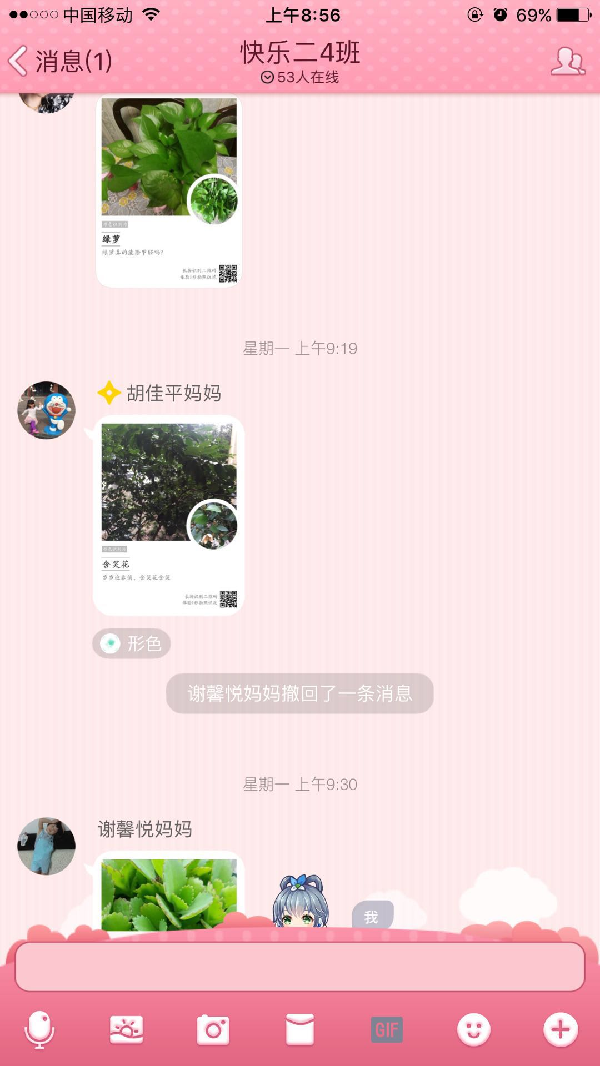 中国移动
上午8:56
69%
消息(1)
快乐二4班
53人在线
绿萝
星期一 上午9:19
胡佳平妈妈
含笑花
形色
谢馨悦妈妈撤回了一条消息
星期一 上午9:30
谢馨悦妈妈
我
GIF